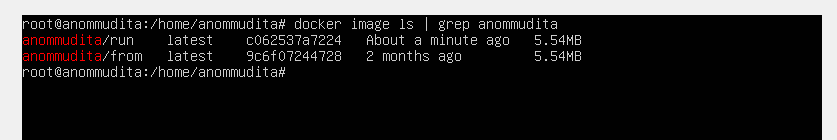 root@anommudita:/home/anommudita# docker image ls | grep anommudita
anommudita/run    latest    c062537a7224   About a minute ago   5.54MB
anommudita/from   latest    9c6f07244728   2 months ago         5.54MB
root@anommudita:/home/anommudita#